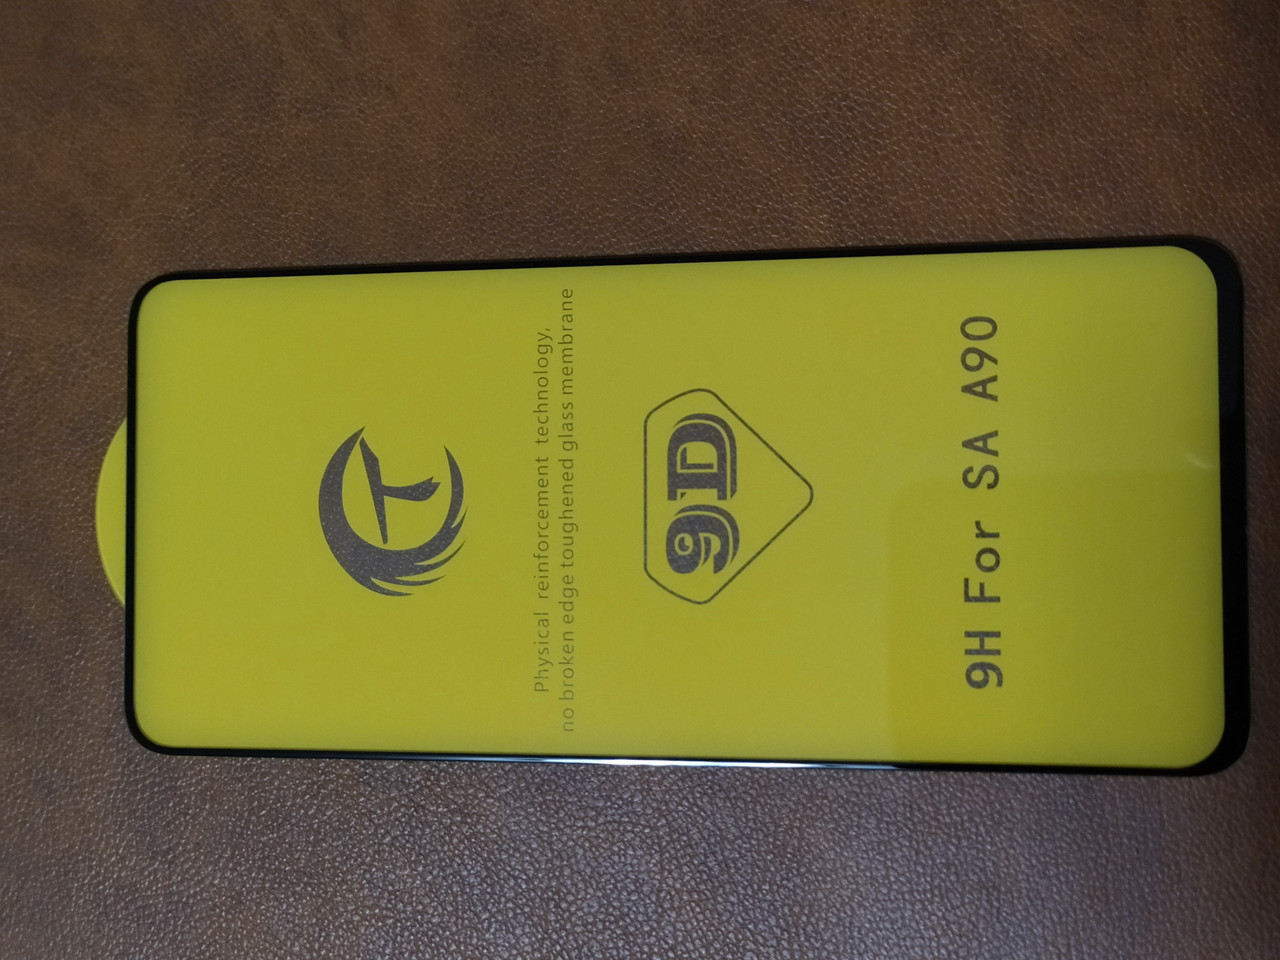 Physical reinforcement technology,
no broken edge toughened glass membrane
9D
9H For SA A90